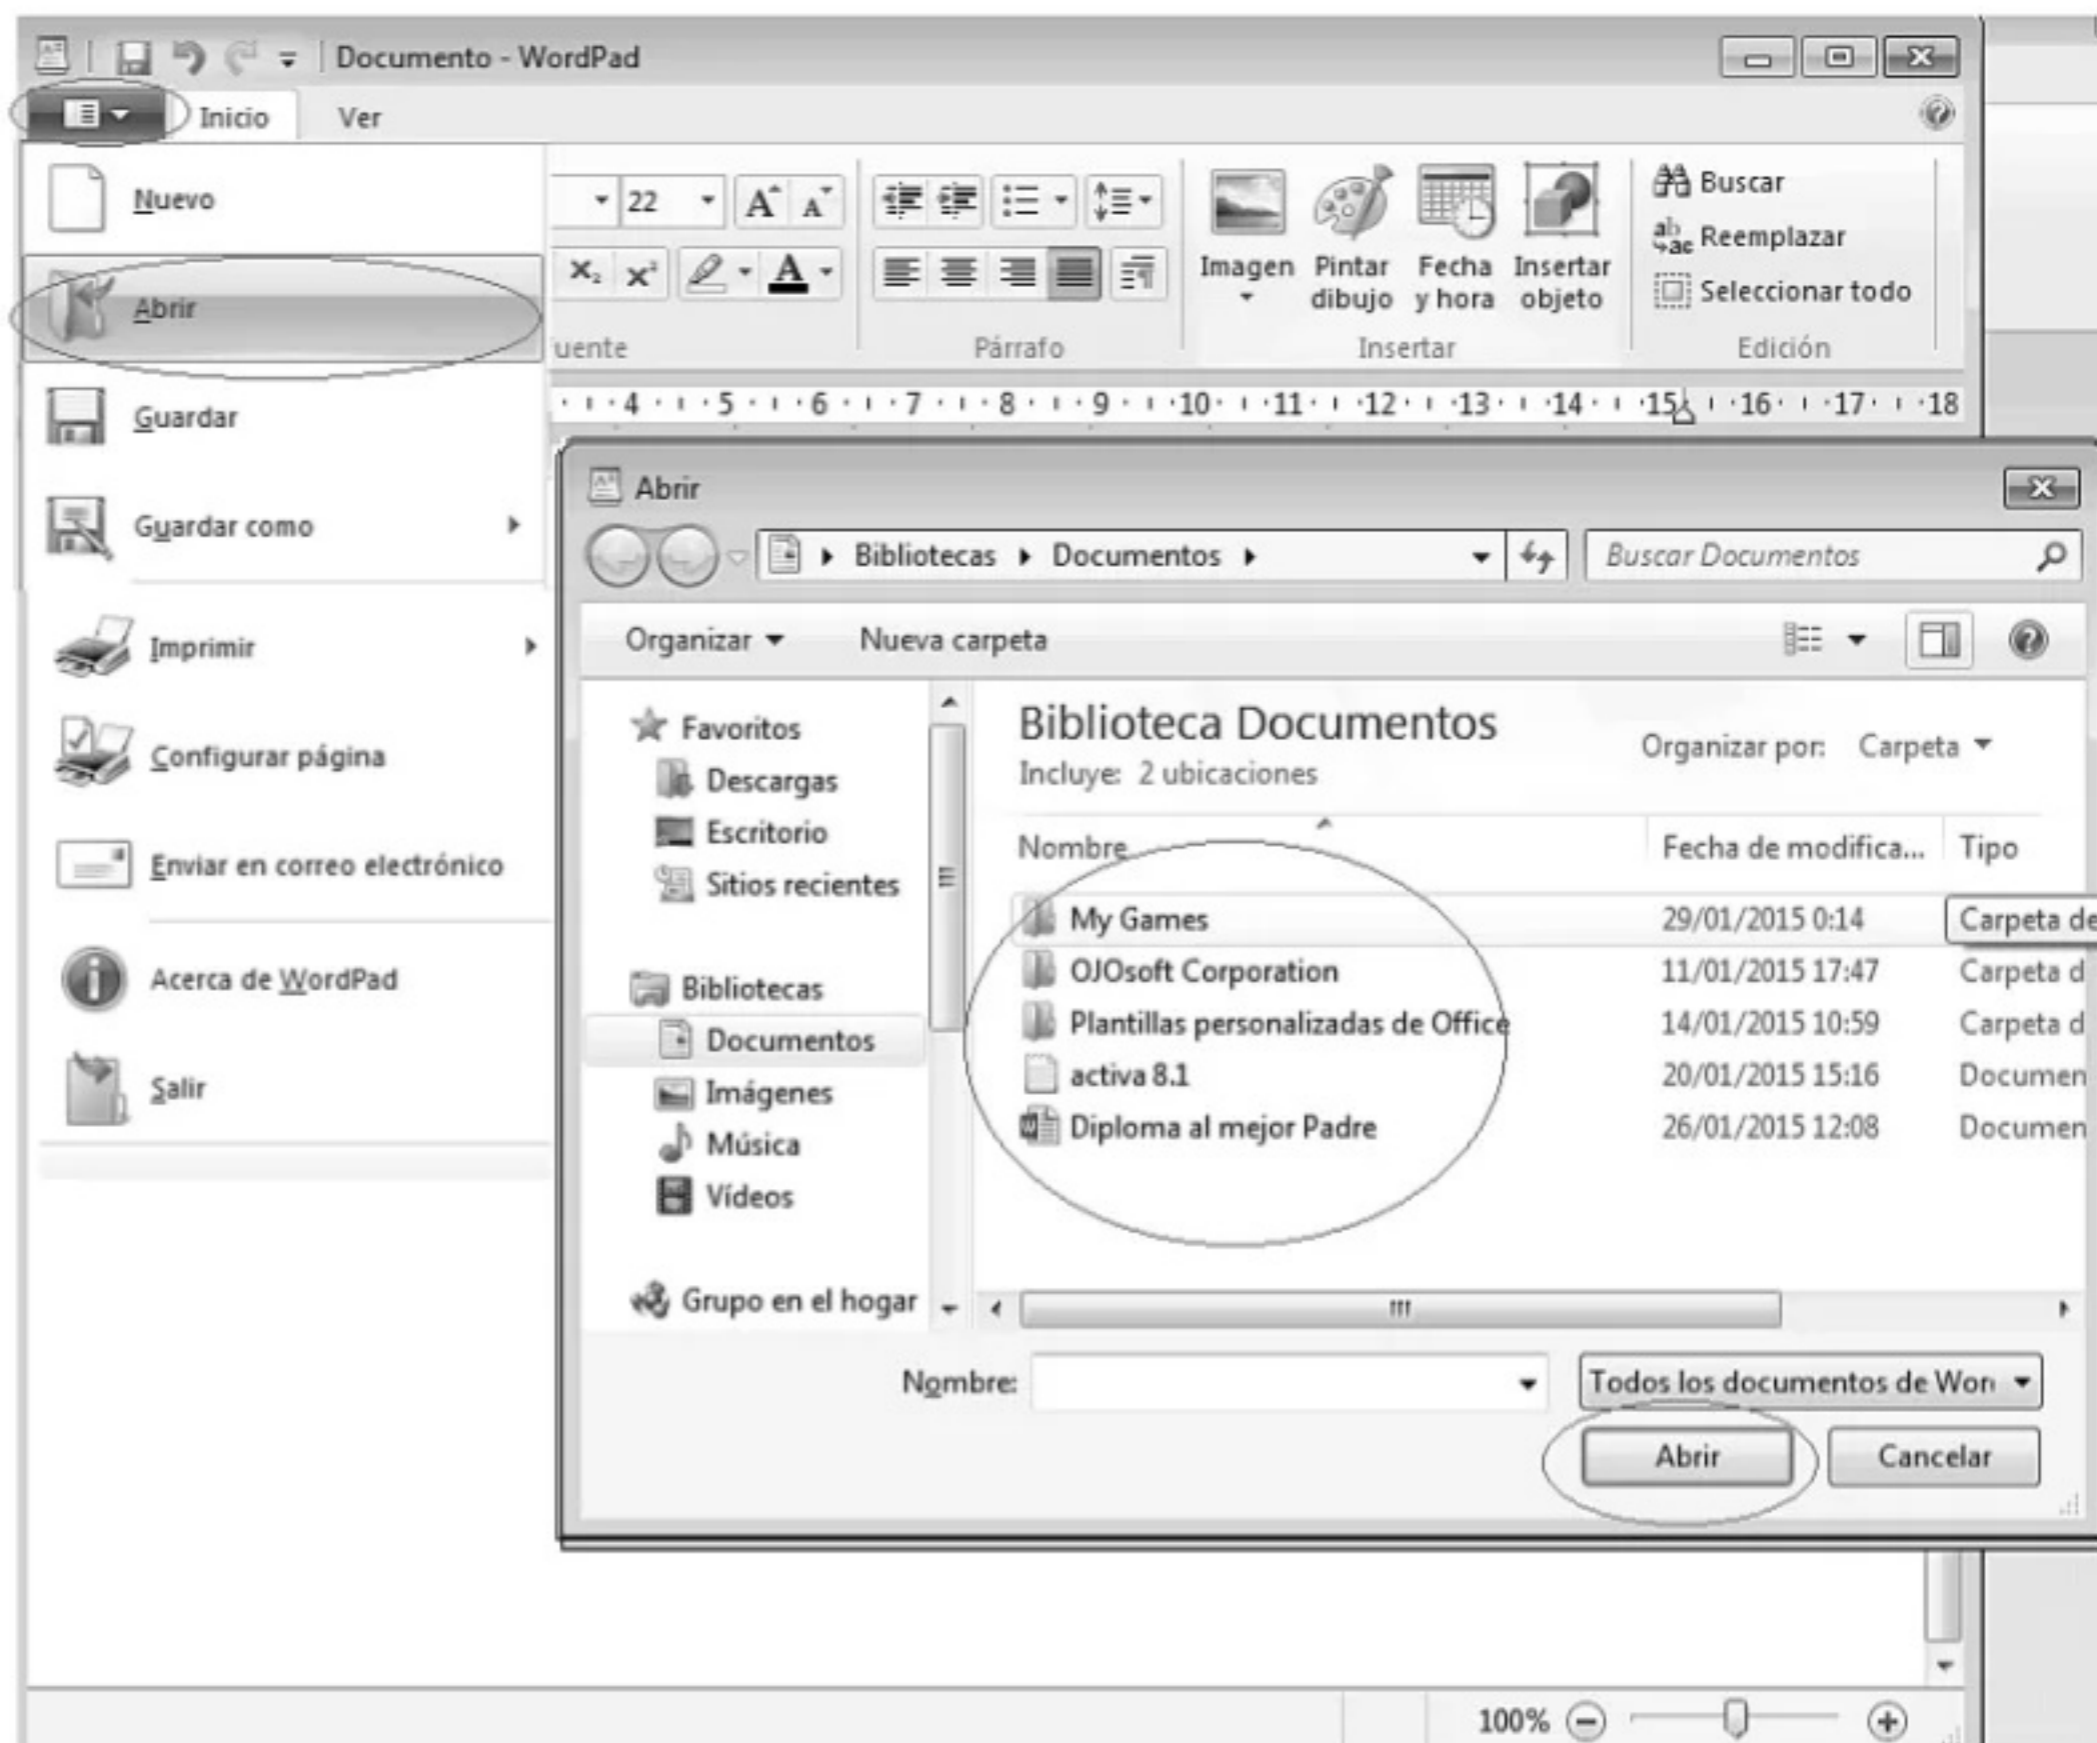 Documento - WordPad
Inicio Ver
Nuevo
Abrir
Guardar
Guardar como
Imprimir
Configurar página
Enviar en correo electrónico
Acerca de WordPad
Salir
22 A A
X₂ X² A
uente
Párrafo
Imagen
Pintar dibujo
Fecha y hora
Insertar objeto
Insertar
Buscar
Reemplazar
Seleccionar todo
Edición
4 5 6 7 8 9 10 11 12 13 14 15 16 17 18
Abrir
Bibliotecas Documentos
Buscar Documentos
Organizar Nueva carpeta
Favoritos
Descargas
Escritorio
Sitios recientes
Bibliotecas
Documentos
Imágenes
Música
Vídeos
Grupo en el hogar
Biblioteca Documentos
Incluye: 2 ubicaciones
Organizar por: Carpeta
Nombre Fecha de modifica... Tipo
My Games 29/01/2015 0:14 Carpeta de
OJOsoft Corporation 11/01/2015 17:47 Carpeta d
Plantillas personalizadas de Office 14/01/2015 10:59 Carpeta d
activa 8.1 20/01/2015 15:16 Documen
Diploma al mejor Padre 26/01/2015 12:08 Documen
Nombre: Todos los documentos de Wor
Abrir Cancelar
100%